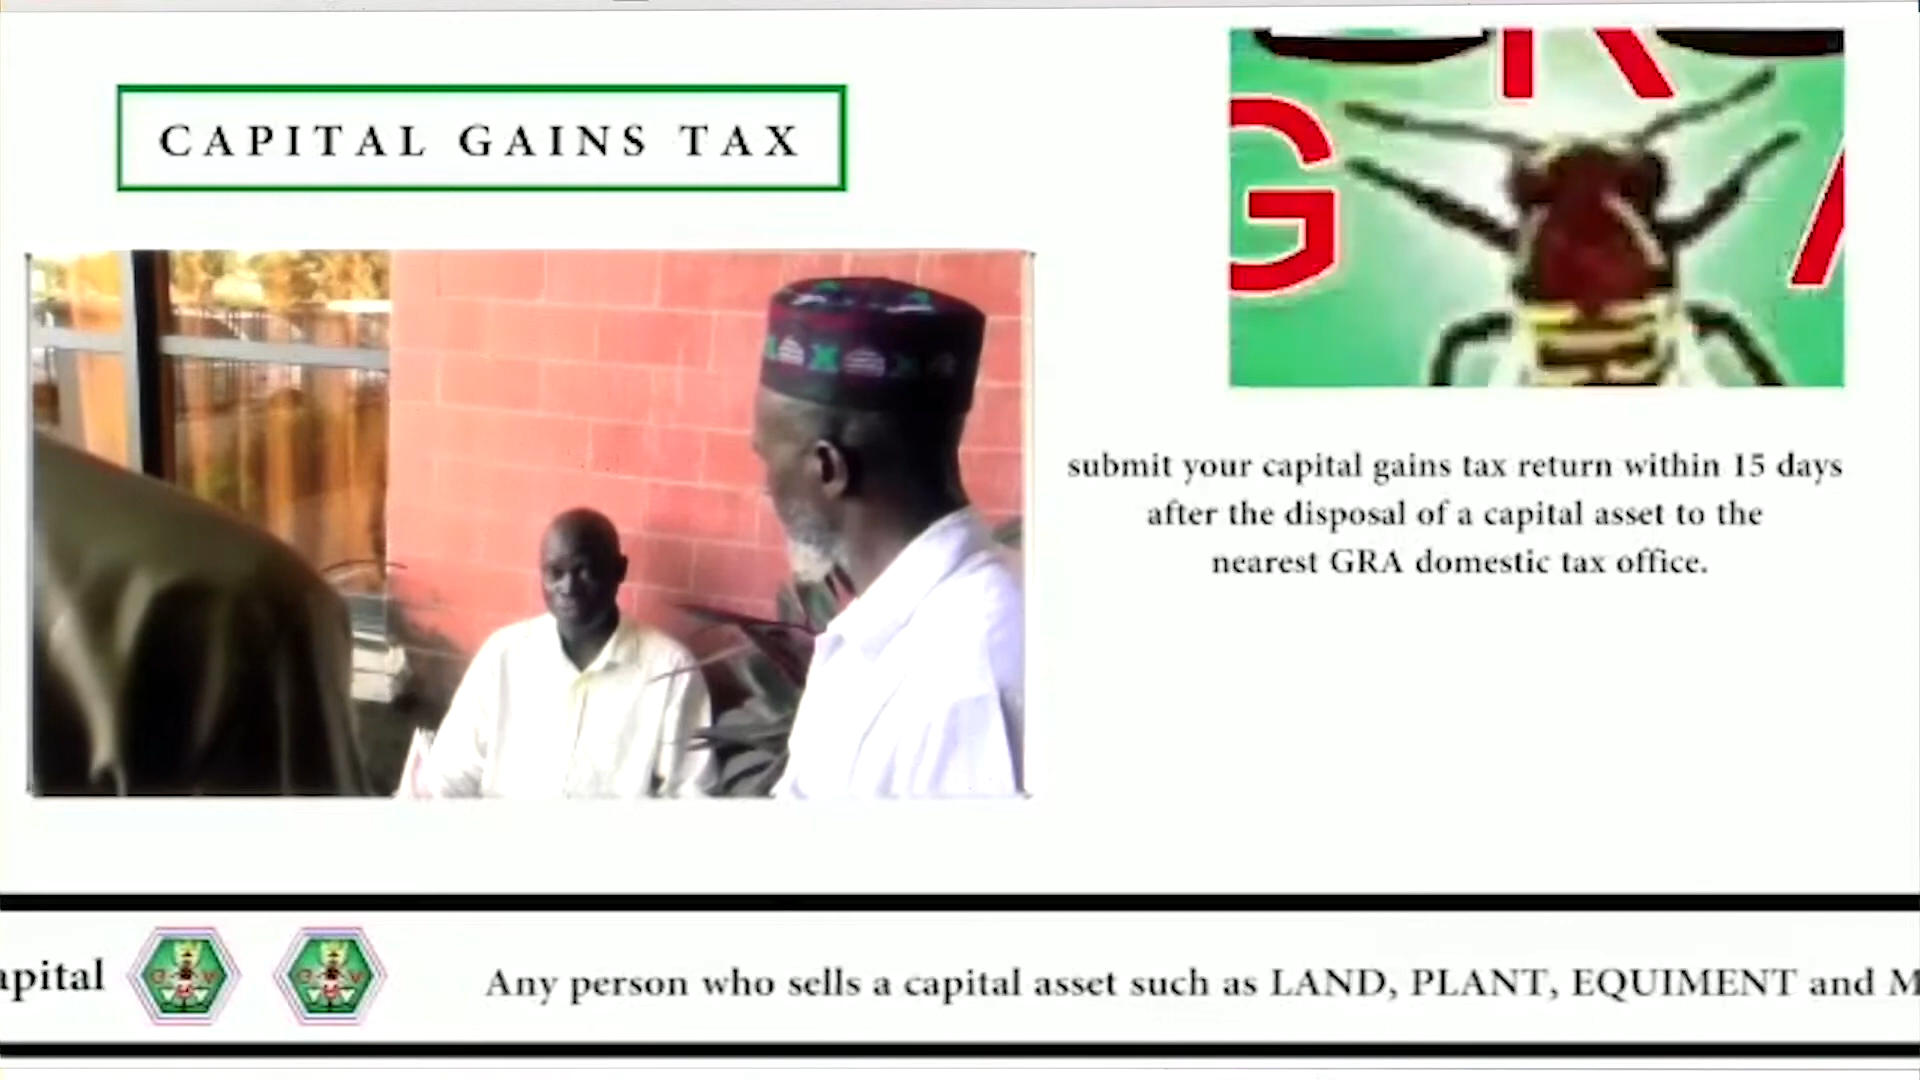 CAPITAL GAINS TAX
G R A
submit your capital gains tax return within 15 days
after the disposal of a capital asset to the
nearest GRA domestic tax office.
apital
Any person who sells a capital asset such as LAND, PLANT, EQUIMENT and M